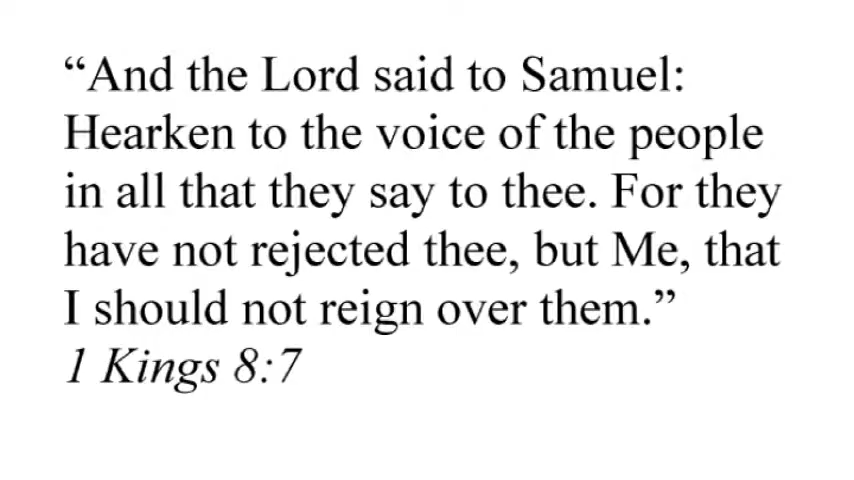 “And the Lord said to Samuel:
Hearken to the voice of the people
in all that they say to thee. For they
have not rejected thee, but Me, that
I should not reign over them.”
1 Kings 8:7